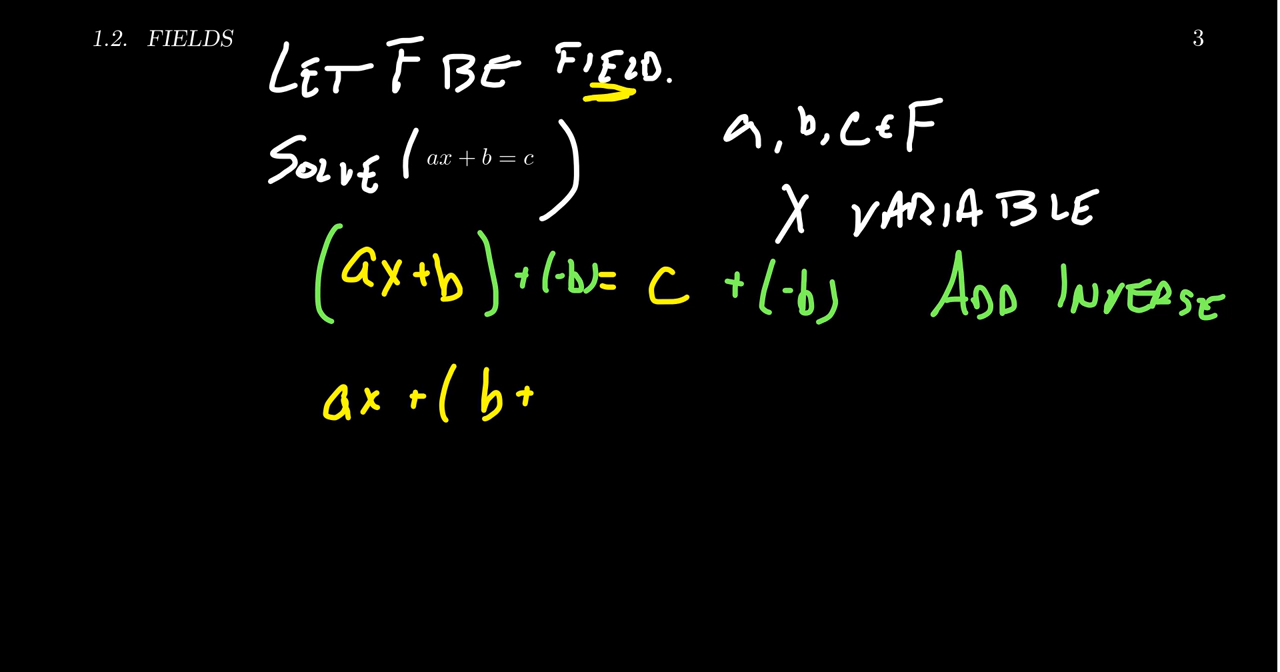 1.2. FIELDS 3
LET F BE FIELD.
SOLVE (ax + b = c) a, b, c ∈ F
X VARIABLE
(ax+b) + (-b) = c + (-b) ADD INVERSE
ax + ( b +